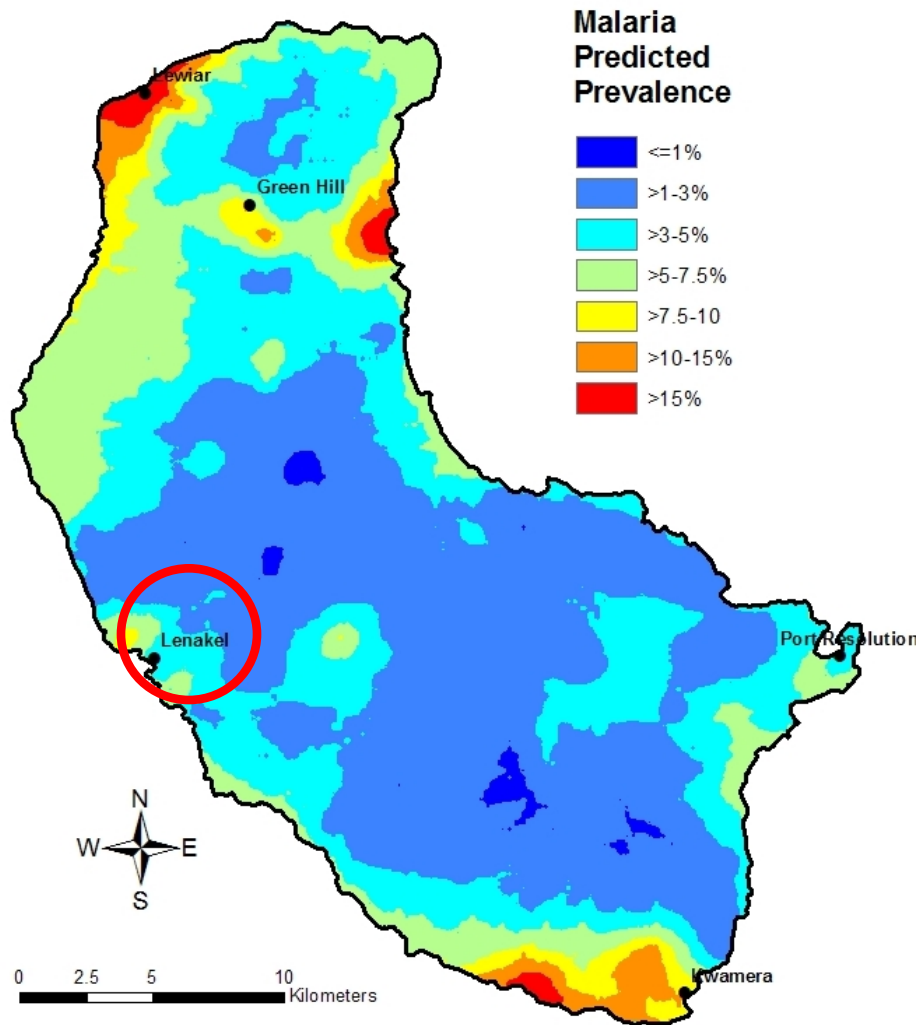 Malaria
Predicted
Prevalence
<=1%
>1-3%
>3-5%
>5-7.5%
>7.5-10
>10-15%
>15%
Lewiar
Green Hill
Lenakel
Port Resolution
Kwamera
N
W E
S
0 2.5 5 10
Kilometers